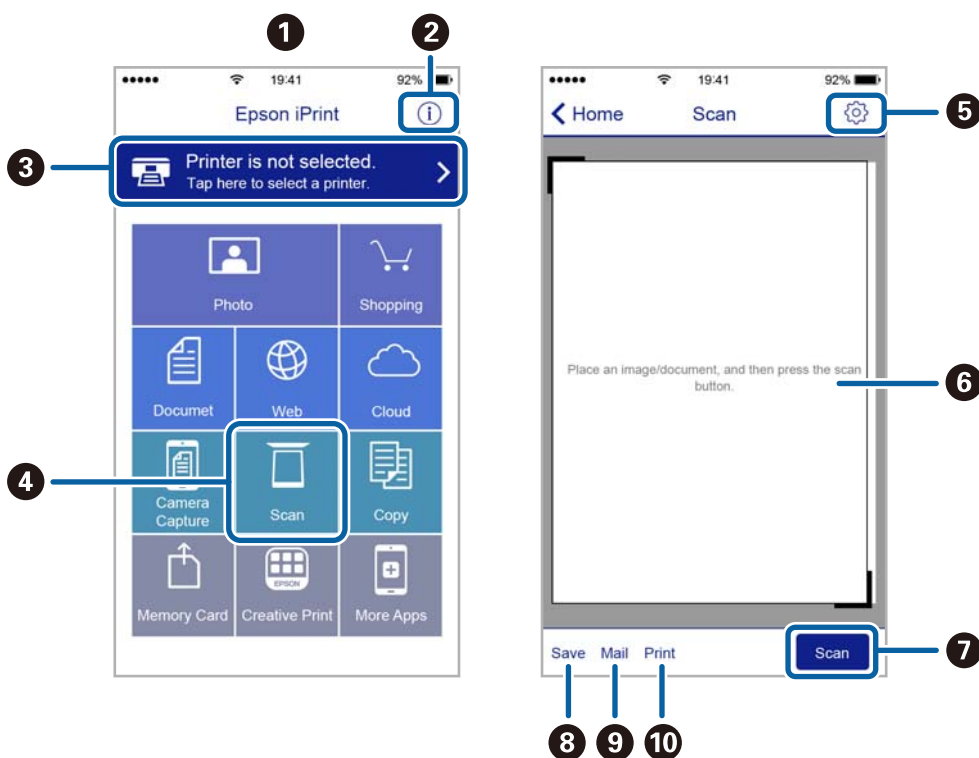 1
2
19:41
92%
Epson iPrint
i
3
Printer is not selected.
Tap here to select a printer.
Photo
Shopping
Documet
Web
Cloud
4
Camera
Capture
Scan
Copy
EPSON
Memory Card
Creative Print
More Apps
19:41
92%
Home
Scan
5
Place an image/document, and then press the scan
button.
6
Save
Mail
Print
Scan
7
8
9
10